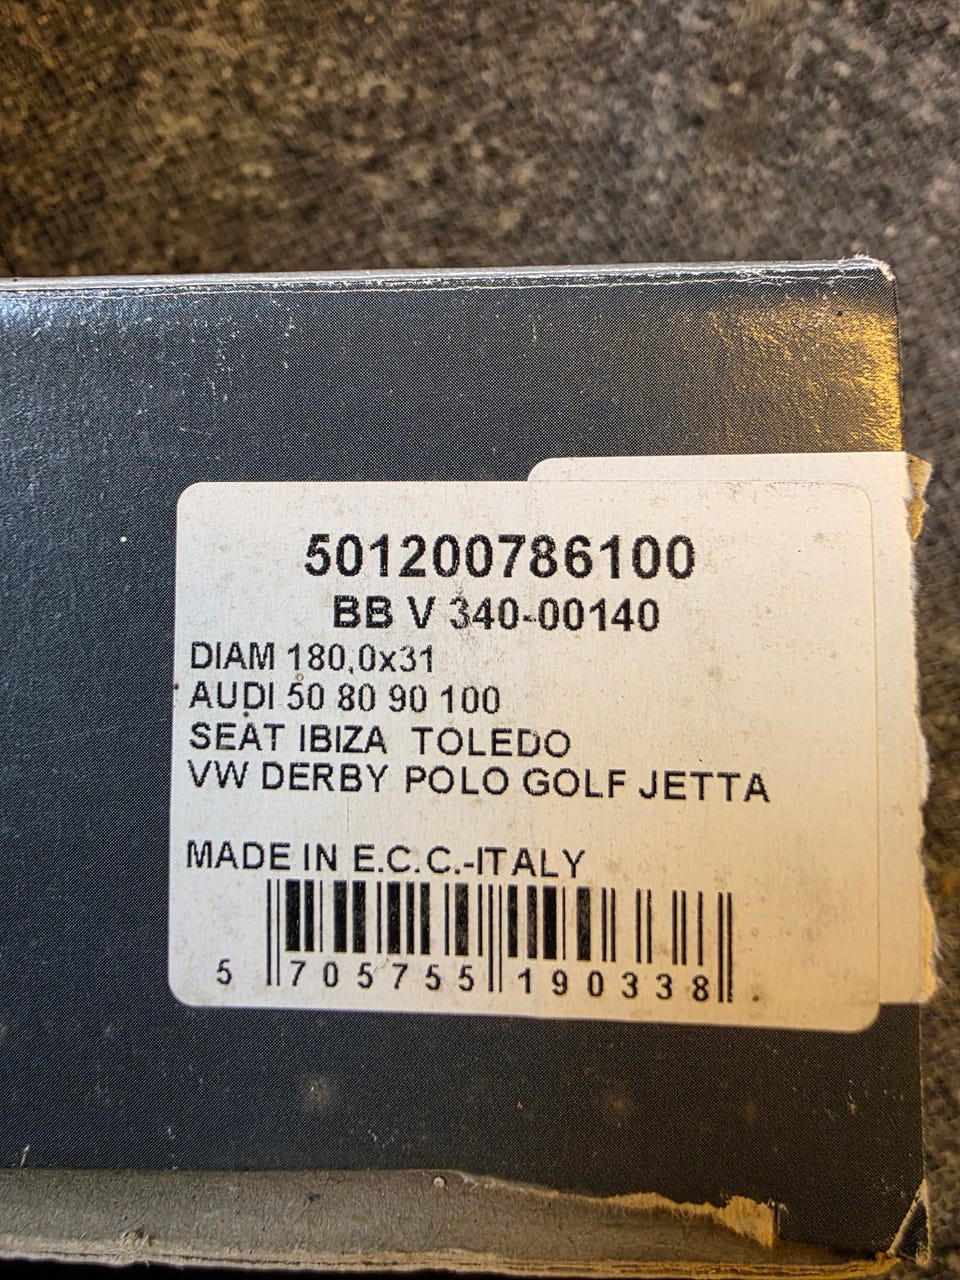 501200786100
BB V 340-00140
DIAM 180,0x31
AUDI 50 80 90 100
SEAT IBIZA TOLEDO
VW DERBY POLO GOLF JETTA
MADE IN E.C.C.-ITALY
5 705755 190338